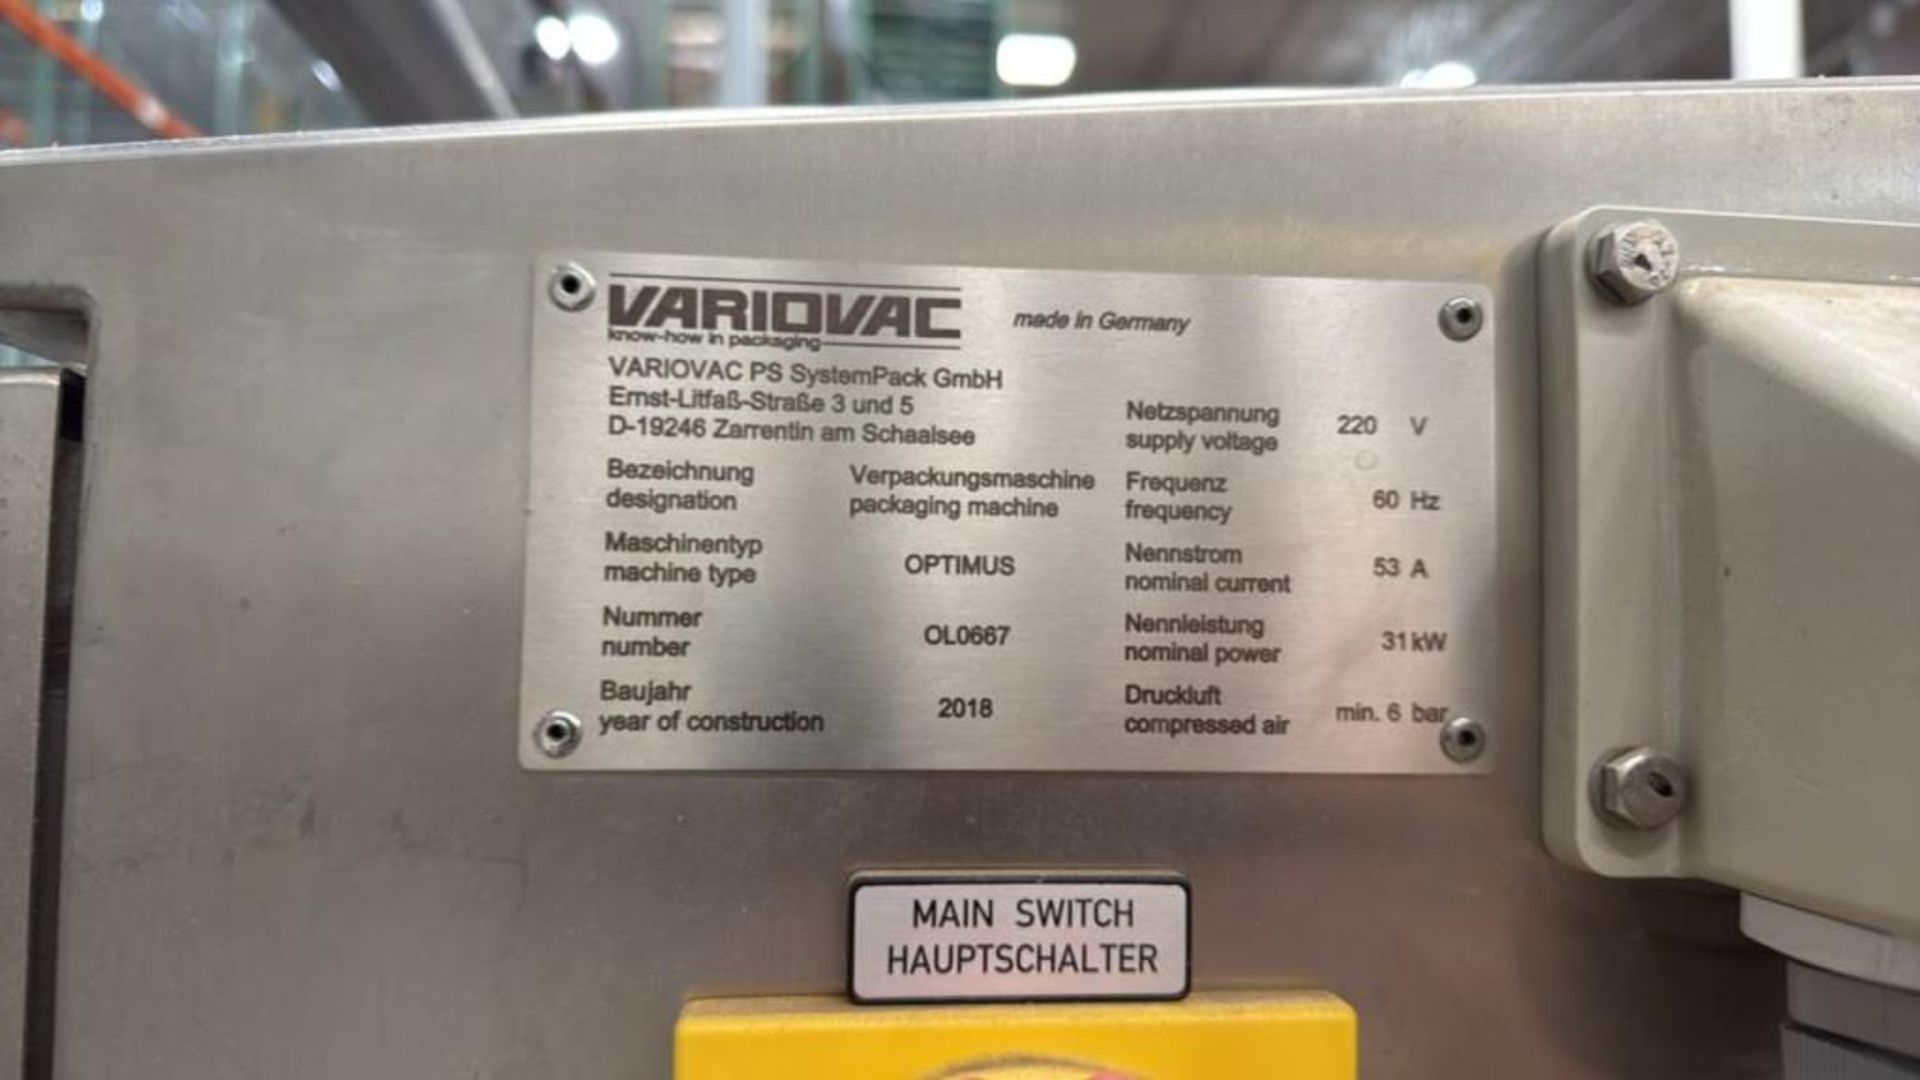 VARIOVAC
know-how in packaging
made in Germany
VARIOVAC PS SystemPack GmbH
Ernst-Litfaß-Straße 3 und 5
D-19246 Zarrentin am Schaalsee
Bezeichnung Verpackungsmaschine
designation packaging machine
Maschinentyp
machine type OPTIMUS
Nummer
number OL0667
Baujahr
year of construction 2018
Netzspannung
supply voltage 220 V
Frequenz
frequency 60 Hz
Nennstrom
nominal current 53 A
Nennleistung
nominal power 31 kW
Druckluft
compressed air min. 6 bar
MAIN SWITCH
HAUPTSCHALTER